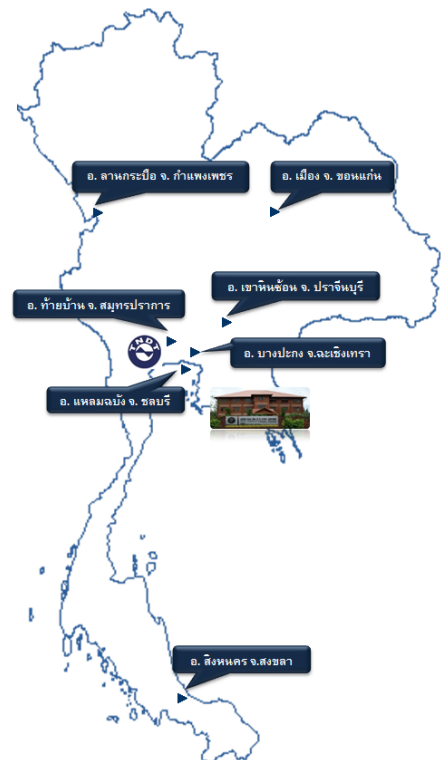 อ. ลานกระบือ จ. กำแพงเพชร
อ. เมือง จ. ขอนแก่น
อ. เขาหินซ้อน จ. ปราจีนบุรี
อ. ท้ายบ้าน จ. สมุทรปราการ
TNDT
อ. บางปะกง จ.ฉะเชิงเทรา
อ. แหลมฉบัง จ. ชลบุรี
อ. สิงหนคร จ.สงขลา